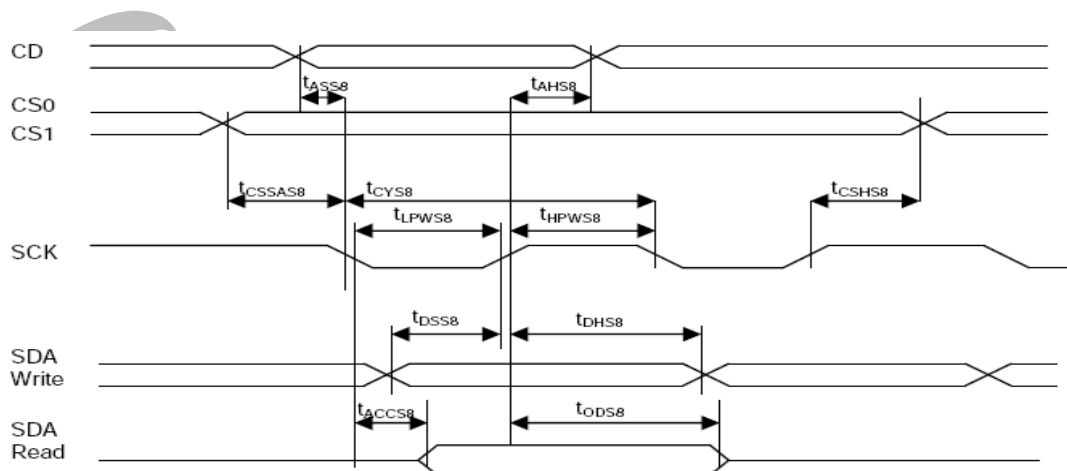 CD
tASS8 tAHS8
CS0
CS1
tCSSAS8 tCYS8 tCSHS8
tLPWS8 tHPWS8
SCK
tDSS8 tDHS8
SDA
Write
tACCS8 tODS8
SDA
Read